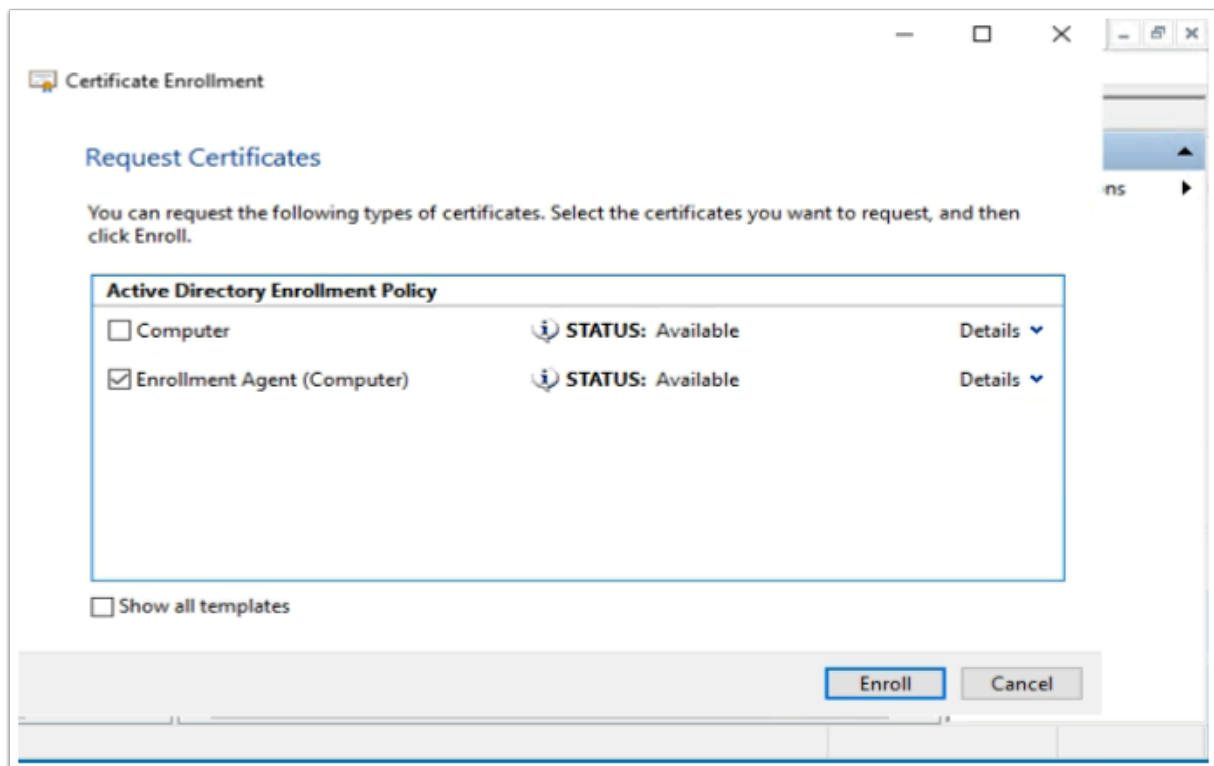 Certificate Enrollment
Request Certificates
You can request the following types of certificates. Select the certificates you want to request, and then
click Enroll.
Active Directory Enrollment Policy
Computer STATUS: Available Details
Enrollment Agent (Computer) STATUS: Available Details
Show all templates
Enroll Cancel
ns